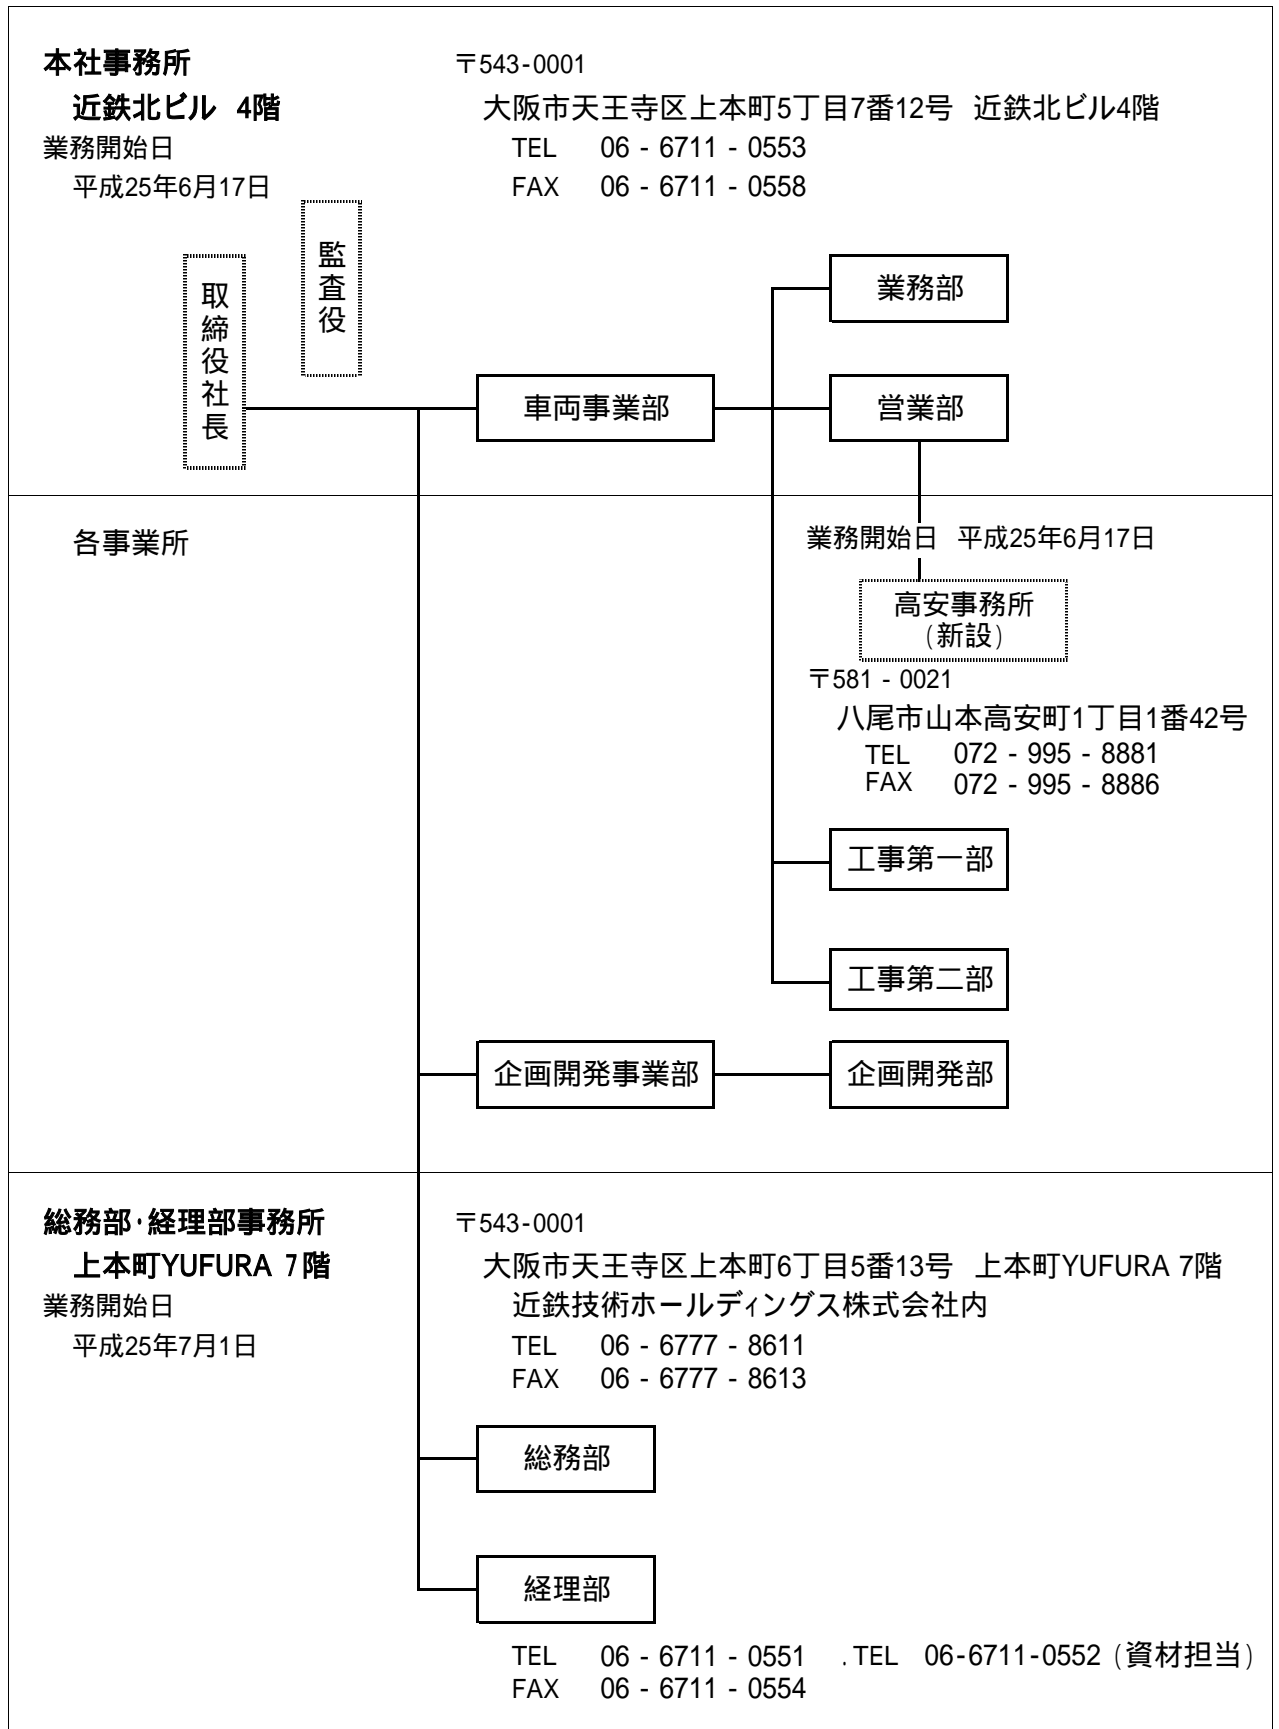 本社事務所
〒543-0001
近鉄北ビル 4階
大阪市天王寺区上本町5丁目7番12号 近鉄北ビル4階
業務開始日
TEL 06 - 6711 - 0553
平成25年6月17日
FAX 06 - 6711 - 0558
監査役
取締役社長
業務部
車両事業部
営業部
各事業所
業務開始日 平成25年6月17日
高安事務所
(新設)
〒581 - 0021
八尾市山本高安町1丁目1番42号
TEL 072 - 995 - 8881
FAX 072 - 995 - 8886
工事第一部
工事第二部
企画開発事業部
企画開発部
総務部・経理部事務所
〒543-0001
上本町YUFURA 7階
大阪市天王寺区上本町6丁目5番13号 上本町YUFURA 7階
業務開始日
近鉄技術ホールディングス株式会社内
平成25年7月1日
TEL 06 - 6777 - 8611
FAX 06 - 6777 - 8613
総務部
経理部
TEL 06 - 6711 - 0551 .TEL 06-6711-0552 (資材担当)
FAX 06 - 6711 - 0554